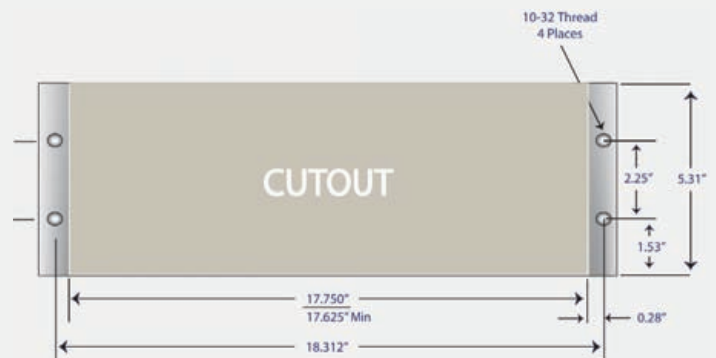 10-32 Thread
4 Places
CUTOUT
2.25"
5.31"
1.53"
17.750"
17.625" Min
0.28"
18.312"